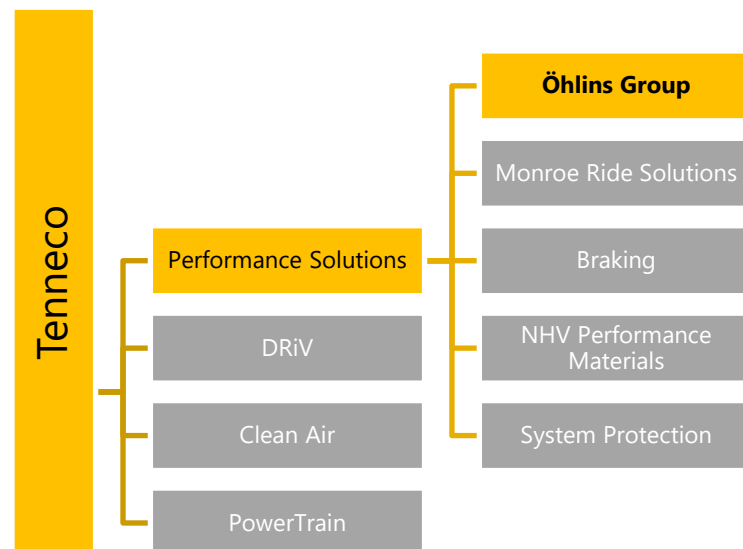 Tenneco
Performance Solutions
DRiV
Clean Air
PowerTrain
Öhlins Group
Monroe Ride Solutions
Braking
NHV Performance
Materials
System Protection